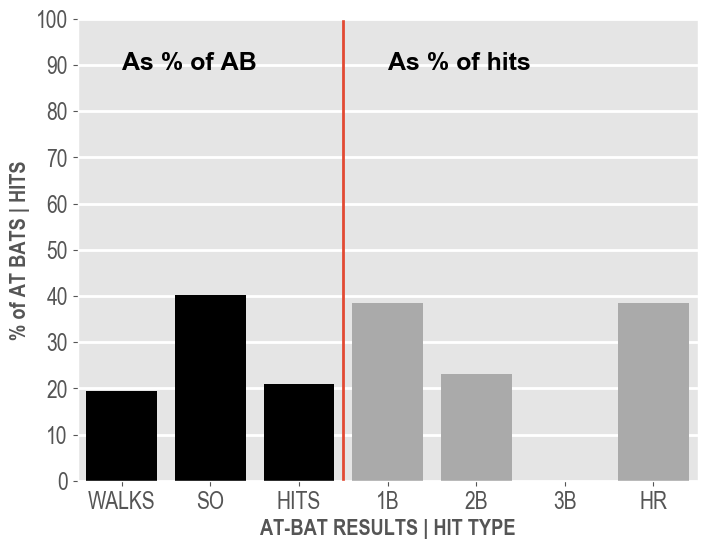 100
90
80
70
60
50
40
30
20
10
0
% of AT BATS | HITS
As % of AB
As % of hits
WALKS SO HITS 1B 2B 3B HR
AT-BAT RESULTS | HIT TYPE